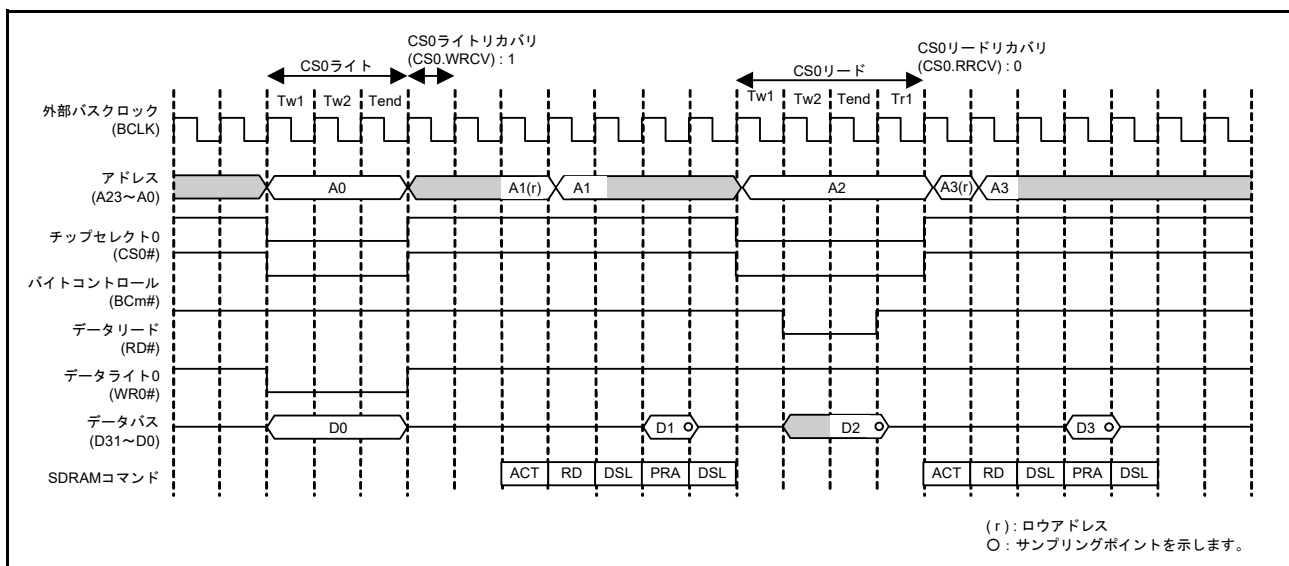 CS0ライトリカバリ
(CS0.WRCV) : 1
CS0リードリカバリ
(CS0.RRCV) : 0
CS0ライト
CS0リード
Tw1 Tw2 Tend
Tw1 Tw2 Tend Tr1
外部バスクロック
(BCLK)
アドレス
(A23～A0)
A0 A1(r) A1 A2 A3(r) A3
チップセレクト0
(CS0#)
バイトコントロール
(BCm#)
データリード
(RD#)
データライト0
(WR0#)
データバス
(D31～D0)
D0 D1 D2 D3
SDRAMコマンド
ACT RD DSL PRA DSL ACT RD DSL PRA DSL
( r ) : ロウアドレス
○ : サンプリングポイントを示します。